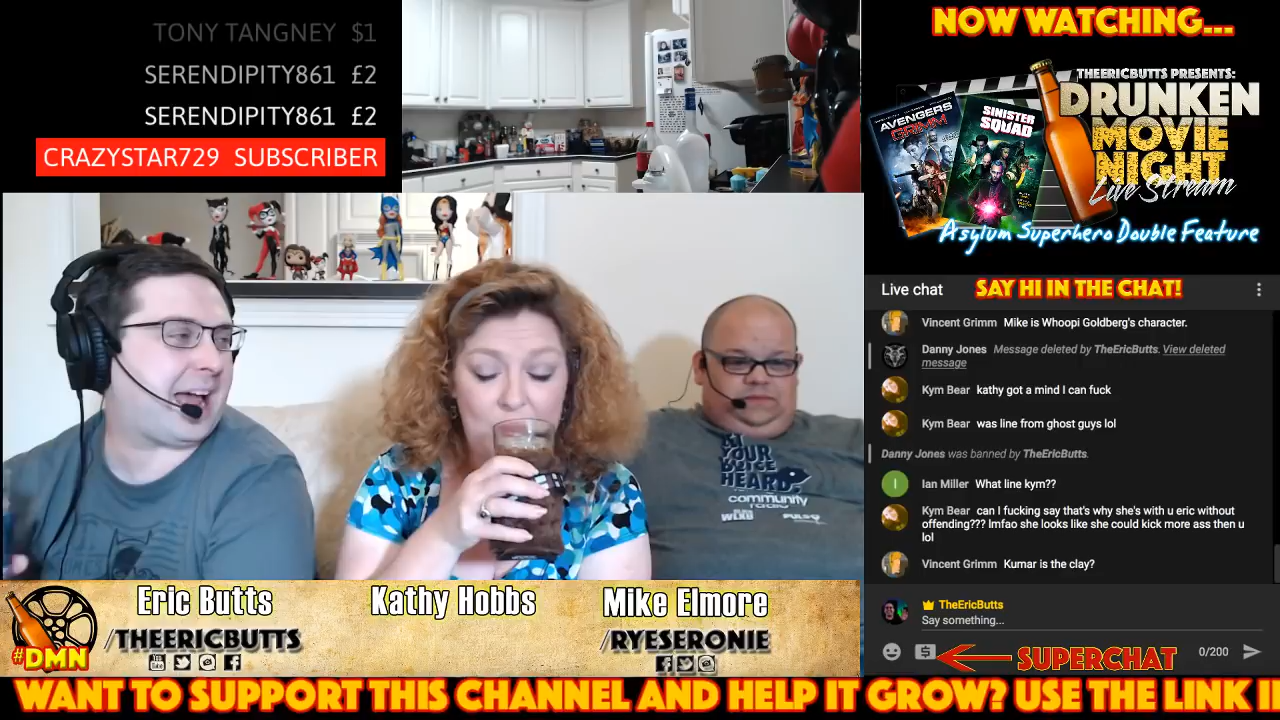 TONY TANGNEY $1
SERENDIPITY861 £2
SERENDIPITY861 £2
CRAZYSTAR729 SUBSCRIBER
NOW WATCHING...
THEERICBUTTS PRESENTS:
DRUNKEN
MOVIE
NIGHT
Live Stream
AVENGERS
GRIMM
SINISTER
SQUAD
Asylum Superhero Double Feature
Live chat
SAY HI IN THE CHAT!
Vincent Grimm Mike is Whoopi Goldberg's character.
Danny Jones Message deleted by TheEricButts. View deleted
message
Kym Bear kathy got a mind I can fuck
Kym Bear was line from ghost guys lol
Danny Jones was banned by TheEricButts.
I
Ian Miller What line kym??
Kym Bear can I fucking say that's why she's with u eric without
offending??? lmfao she looks like she could kick more ass then u
lol
Vincent Grimm Kumar is the clay?
TheEricButts
Say something...
SUPERCHAT
0/200
YOUR
VOICE
HEARD
community
radio
WLXU
Eric Butts
/THEERICBUTTS
Kathy Hobbs
Mike Elmore
/RYESERONIE
#DMN
WANT TO SUPPORT THIS CHANNEL AND HELP IT GROW? USE THE LINK I